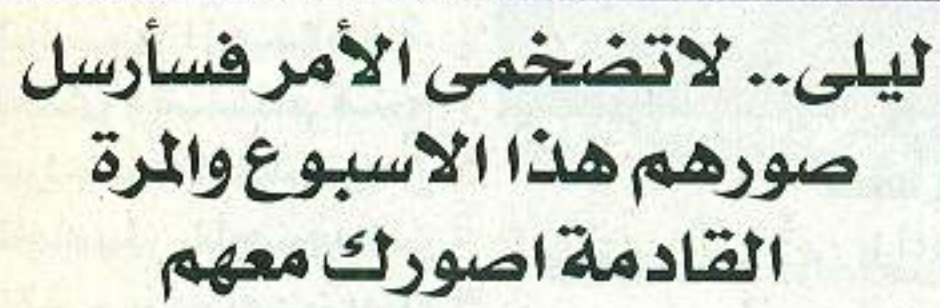 ليلى.. لاتضخمى الأمر فسأرسل
صورهم هذا الاسبوع والمرة
القادمة اصورك معهم